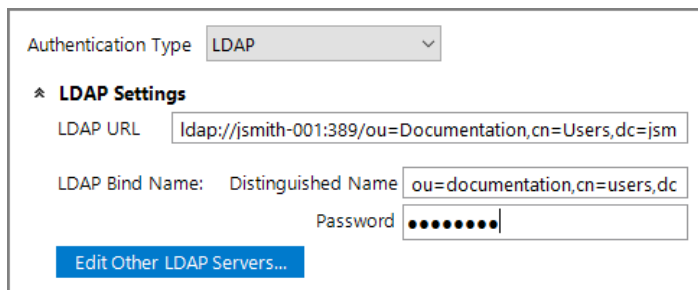 Authentication Type LDAP
LDAP Settings
LDAP URL ldap://jsmith-001:389/ou=Documentation,cn=Users,dc=jsm
LDAP Bind Name: Distinguished Name ou=documentation,cn=users,dc
Password ●●●●●●●●
Edit Other LDAP Servers...